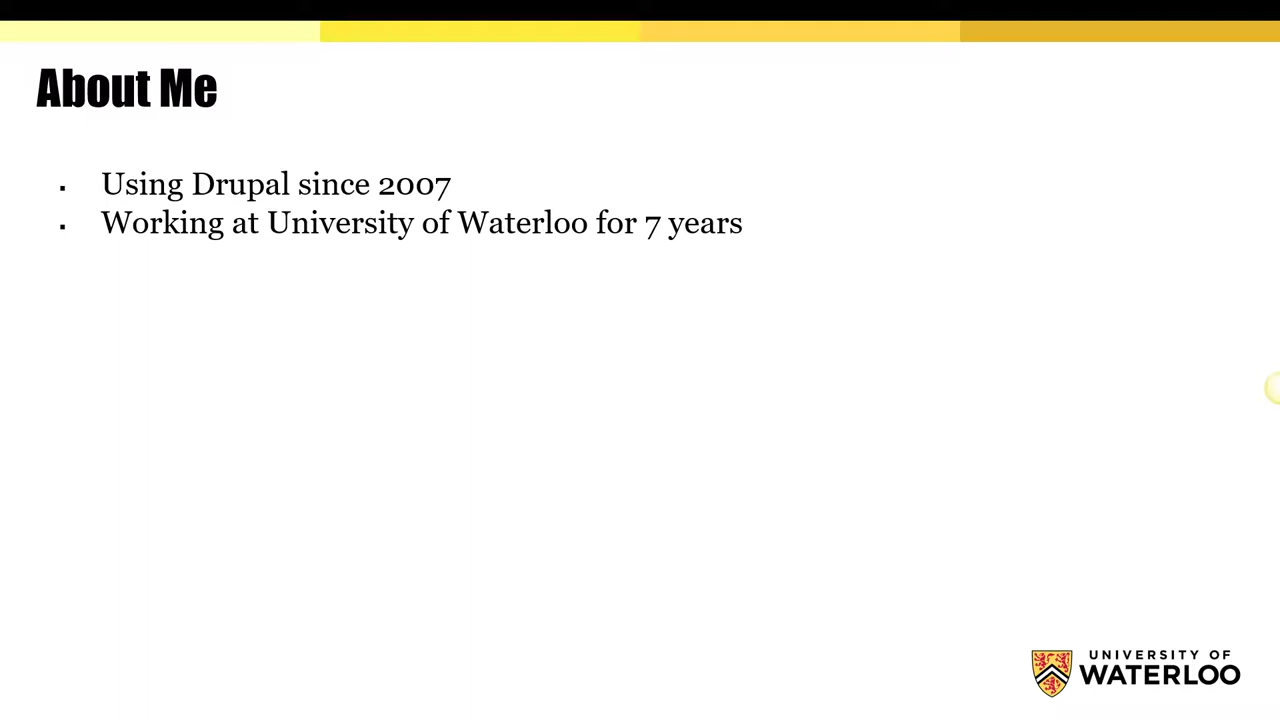 About Me
▪ Using Drupal since 2007
▪ Working at University of Waterloo for 7 years
UNIVERSITY OF
WATERLOO